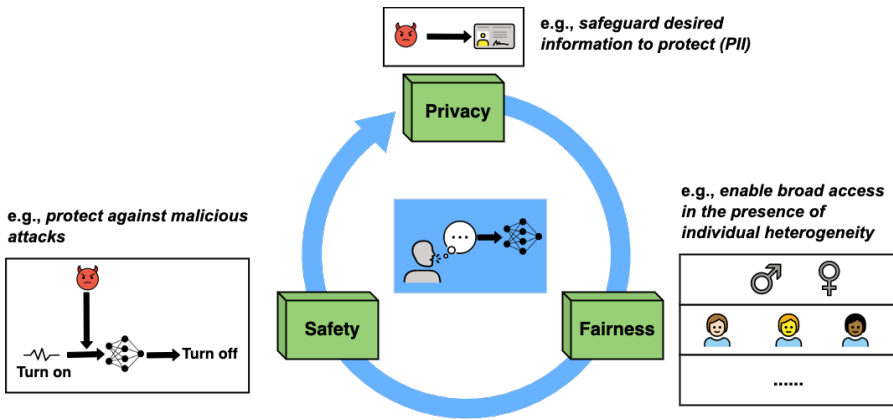 e.g., safeguard desired
information to protect (PII)
Privacy
e.g., protect against malicious
attacks
e.g., enable broad access
in the presence of
individual heterogeneity
...
Safety
Fairness
Turn on
Turn off
......